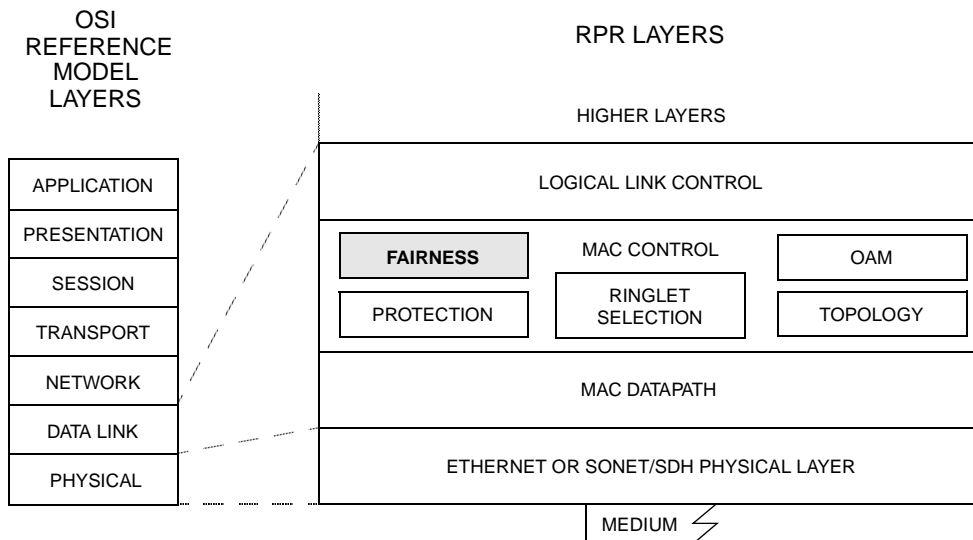 OSI
REFERENCE
MODEL
LAYERS
APPLICATION
PRESENTATION
SESSION
TRANSPORT
NETWORK
DATA LINK
PHYSICAL
RPR LAYERS
HIGHER LAYERS
LOGICAL LINK CONTROL
FAIRNESS
MAC CONTROL
OAM
PROTECTION
RINGLET
SELECTION
TOPOLOGY
MAC DATAPATH
ETHERNET OR SONET/SDH PHYSICAL LAYER
MEDIUM